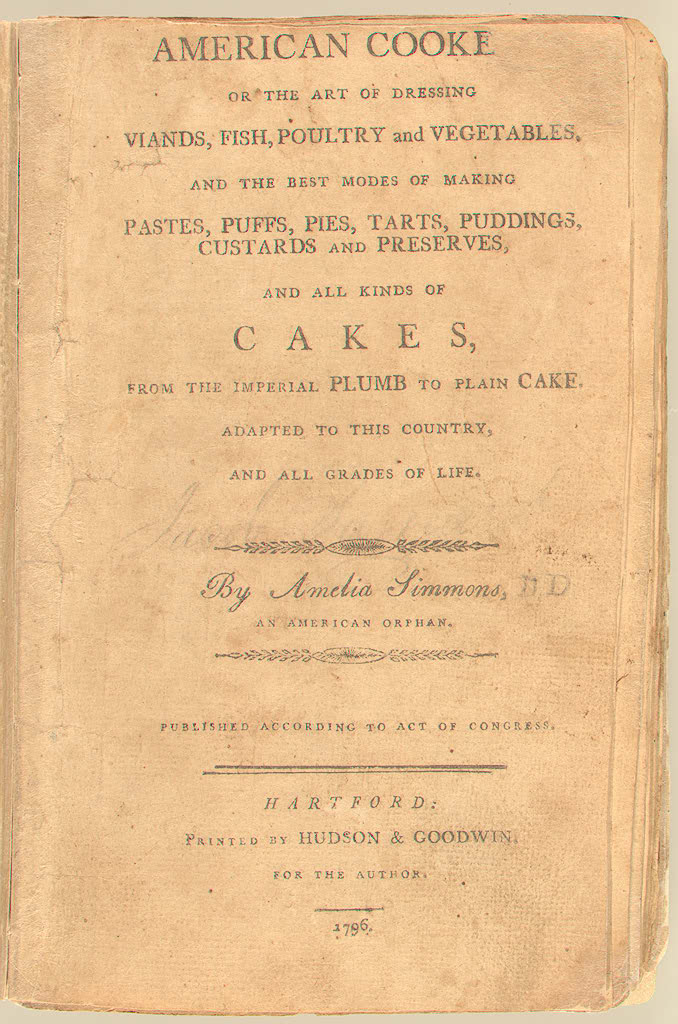 AMERICAN COOKE
OR THE ART OF DRESSING
VIANDS, FISH, POULTRY and VEGETABLES,
AND THE BEST MODES OF MAKING
PASTES, PUFFS, PIES, TARTS, PUDDINGS,
CUSTARDS AND PRESERVES,
AND ALL KINDS OF
CAKES,
FROM THE IMPERIAL PLUMB TO PLAIN CAKE.
ADAPTED TO THIS COUNTRY,
AND ALL GRADES OF LIFE.
By Amelia Simmons,
AN AMERICAN ORPHAN.
PUBLISHED ACCORDING TO ACT OF CONGRESS.
HARTFORD:
PRINTED BY HUDSON & GOODWIN.
FOR THE AUTHOR.
1796.